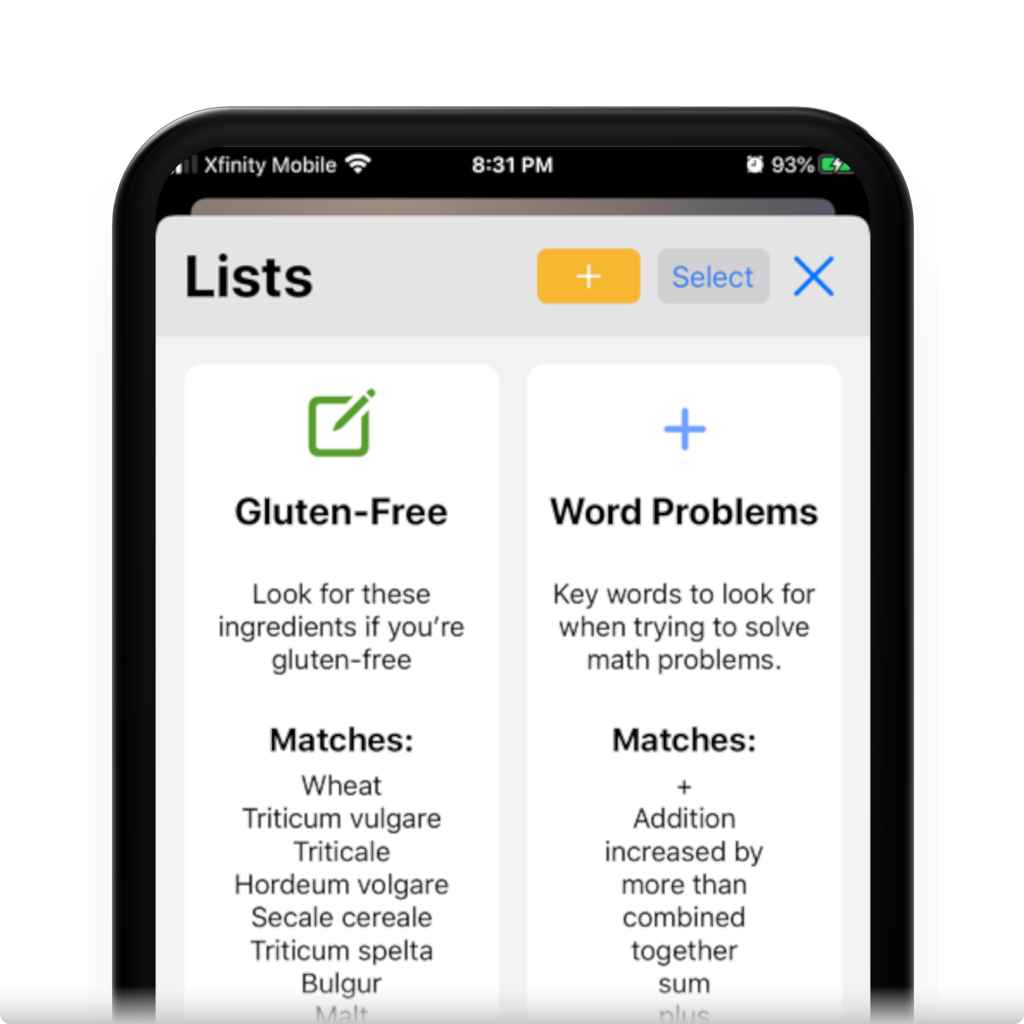 Xfinity Mobile 8:31 PM 93%
Lists + Select
Gluten-Free
Look for these
ingredients if you’re
gluten-free
Matches:
Wheat
Triticum vulgare
Triticale
Hordeum volgare
Secale cereale
Triticum spelta
Bulgur
Malt
Word Problems
Key words to look for
when trying to solve
math problems.
Matches:
+
Addition
increased by
more than
combined
together
sum
plus